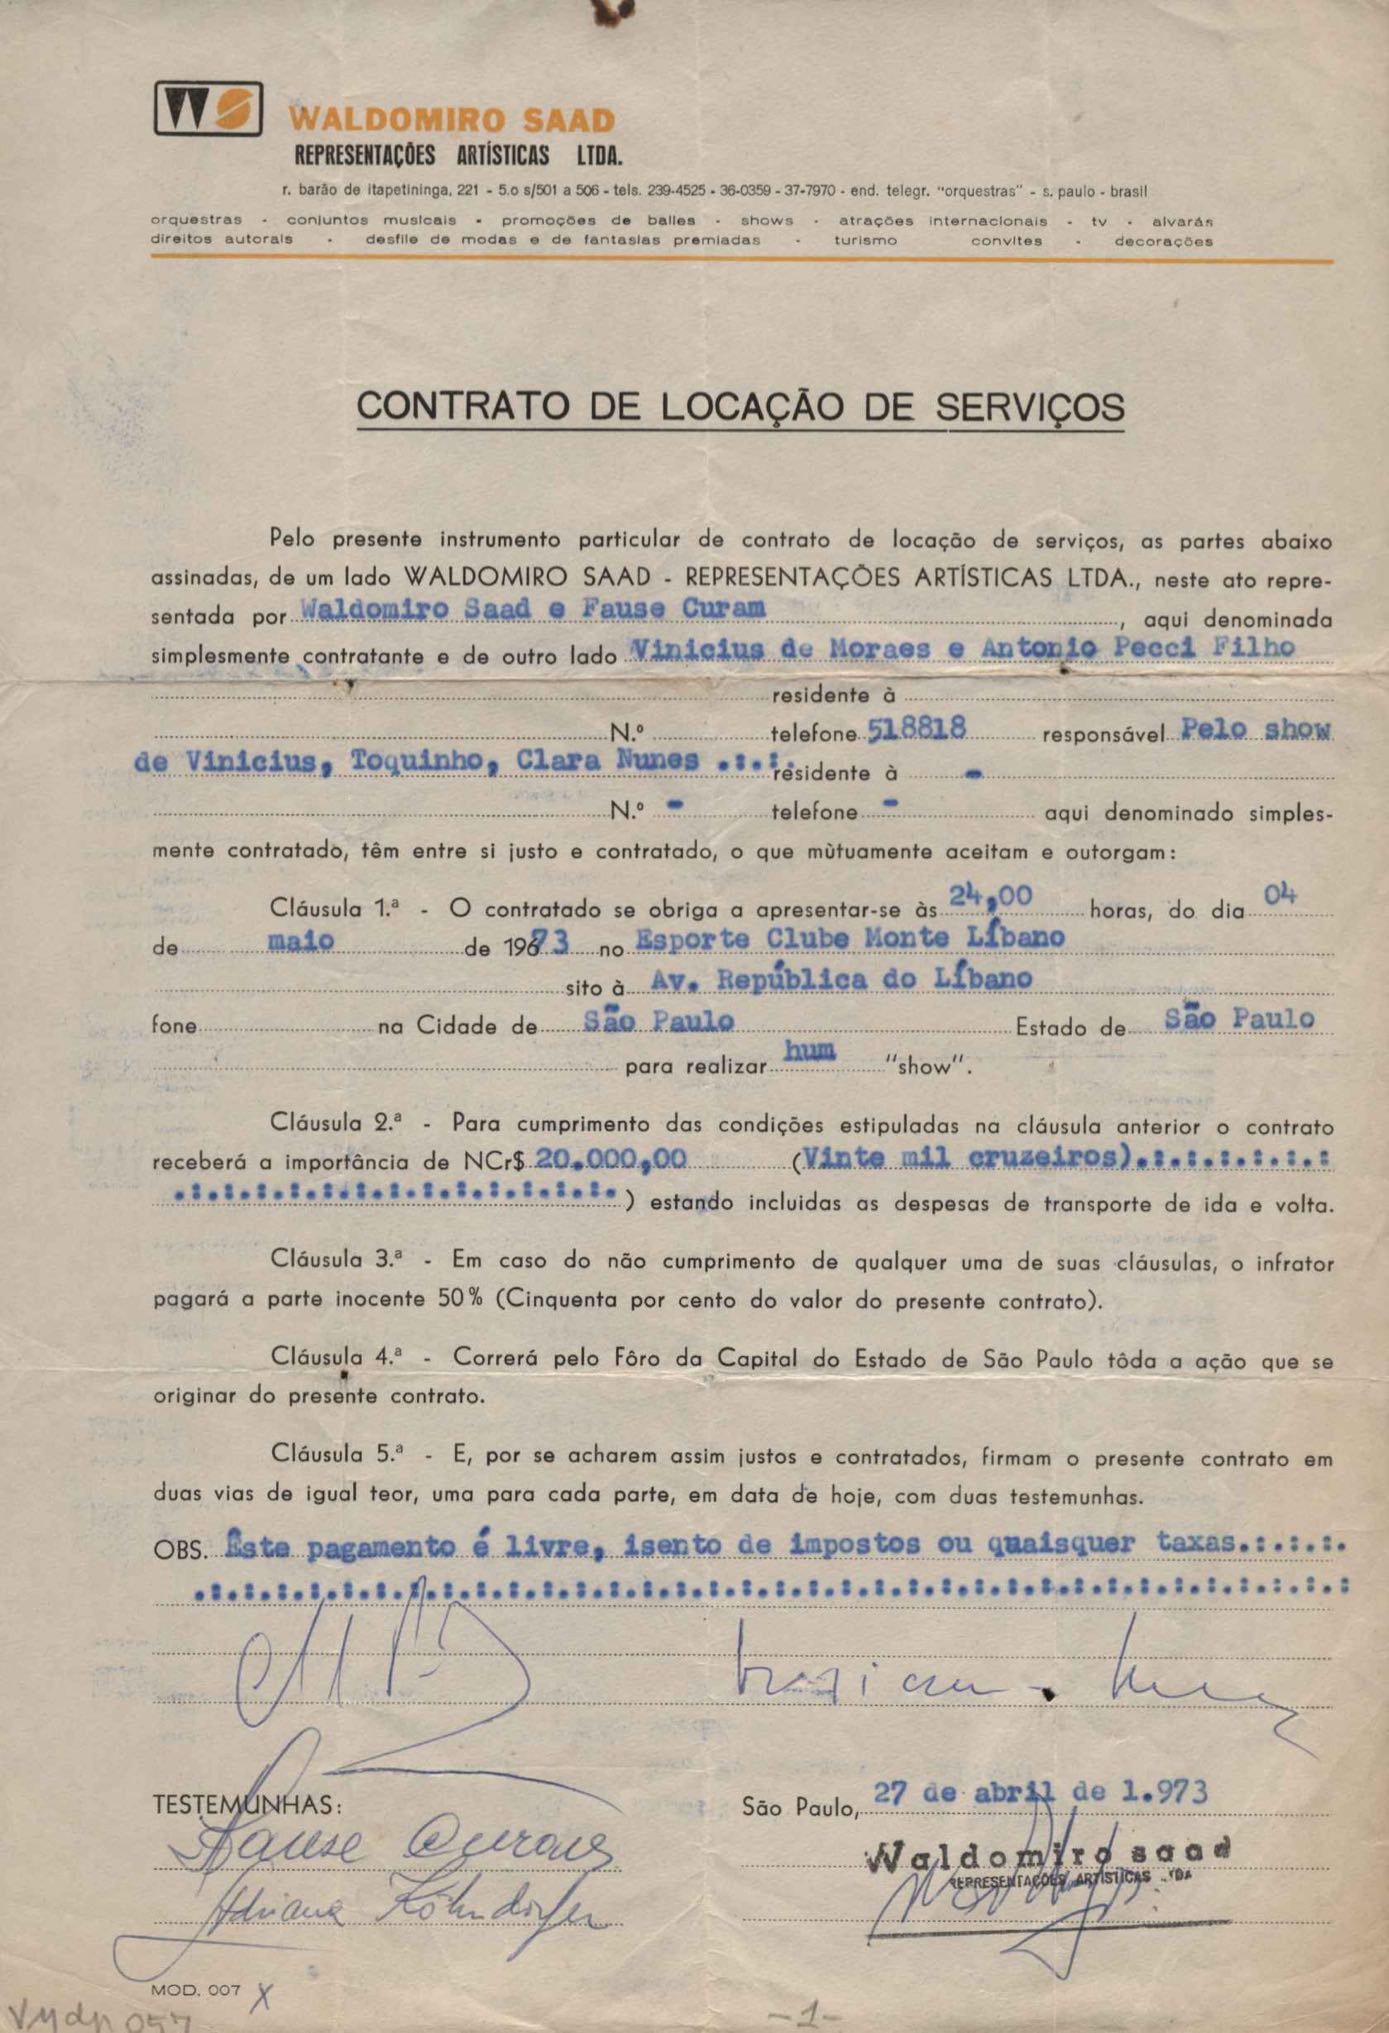 WS WALDOMIRO SAAD
REPRESENTAÇÕES ARTÍSTICAS LTDA.
r. barão de itapetininga, 221 - 5.o s/501 a 506 - tels. 239-4525 - 36-0359 - 37-7970 - end. telegr. "orquestras" - s. paulo - brasil
orquestras - conjuntos musicais - promoções de bailes - shows - atrações internacionais - tv - alvarás
direitos autorais - desfile de modas e de fantasias premiadas - turismo convites - decorações
CONTRATO DE LOCAÇÃO DE SERVIÇOS
Pelo presente instrumento particular de contrato de locação de serviços, as partes abaixo
assinadas, de um lado WALDOMIRO SAAD - REPRESENTAÇÕES ARTÍSTICAS LTDA., neste ato repre-
sentada por Waldomiro Saad e Fause Curam, aqui denominada
simplesmente contratante e de outro lado Vinicius de Moraes e Antonio Pecci Filho
residente à
N.º telefone 518818 responsável Pelo show
de Vinicius, Toquinho, Clara Nunes .:.:. residente à -
N.º - telefone - aqui denominado simples-
mente contratado, têm entre si justo e contratado, o que mùtuamente aceitam e outorgam:
Cláusula 1.ª - O contratado se obriga a apresentar-se às 24,00 horas, do dia 04
de maio de 19673 no Esporte Clube Monte Líbano
sito à Av. República do Líbano
fone na Cidade de São Paulo Estado de São Paulo
para realizar hum "show".
Cláusula 2.ª - Para cumprimento das condições estipuladas na cláusula anterior o contrato
receberá a importância de NCr$ 20.000,00 (Vinte mil cruzeiros).:.:.:.:.:.:
.:.:.:.:.:.:.:.:.:.:.:.:.:.) estando incluidas as despesas de transporte de ida e volta.
Cláusula 3.ª - Em caso do não cumprimento de qualquer uma de suas cláusulas, o infrator
pagará a parte inocente 50% (Cinquenta por cento do valor do presente contrato).
Cláusula 4.ª - Correrá pelo Fôro da Capital do Estado de São Paulo tôda a ação que se
originar do presente contrato.
Cláusula 5.ª - E, por se acharem assim justos e contratados, firmam o presente contrato em
duas vias de igual teor, uma para cada parte, em data de hoje, com duas testemunhas.
OBS. Êste pagamento é livre, isento de impostos ou quaisquer taxas.:.:.:.
.:.:.:.:.:.:.:.:.:.:.:.:.:.:.:.:.:.:.:.:.:.:.:.:.:.:.:.:.:.:.:.:.:.:.:
TESTEMUNHAS:
São Paulo, 27 de abril de 1.973
Fause Curam
Waldomiro saad
REPRESENTAÇÕES ARTÍSTICAS LTDA
Adriana Köhndorfer
MOD. 007 X
Vmdp 057
-1-